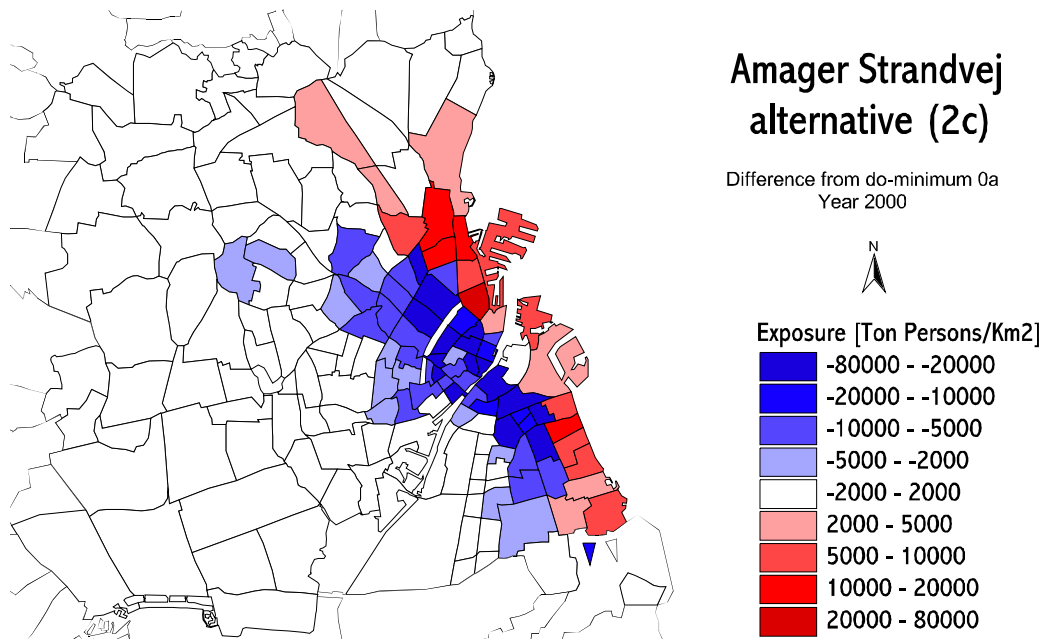 Amager Strandvej
alternative (2c)
Difference from do-minimum 0a
Year 2000
N
Exposure [Ton Persons/Km2]
-80000 - -20000
-20000 - -10000
-10000 - -5000
-5000 - -2000
-2000 - 2000
2000 - 5000
5000 - 10000
10000 - 20000
20000 - 80000